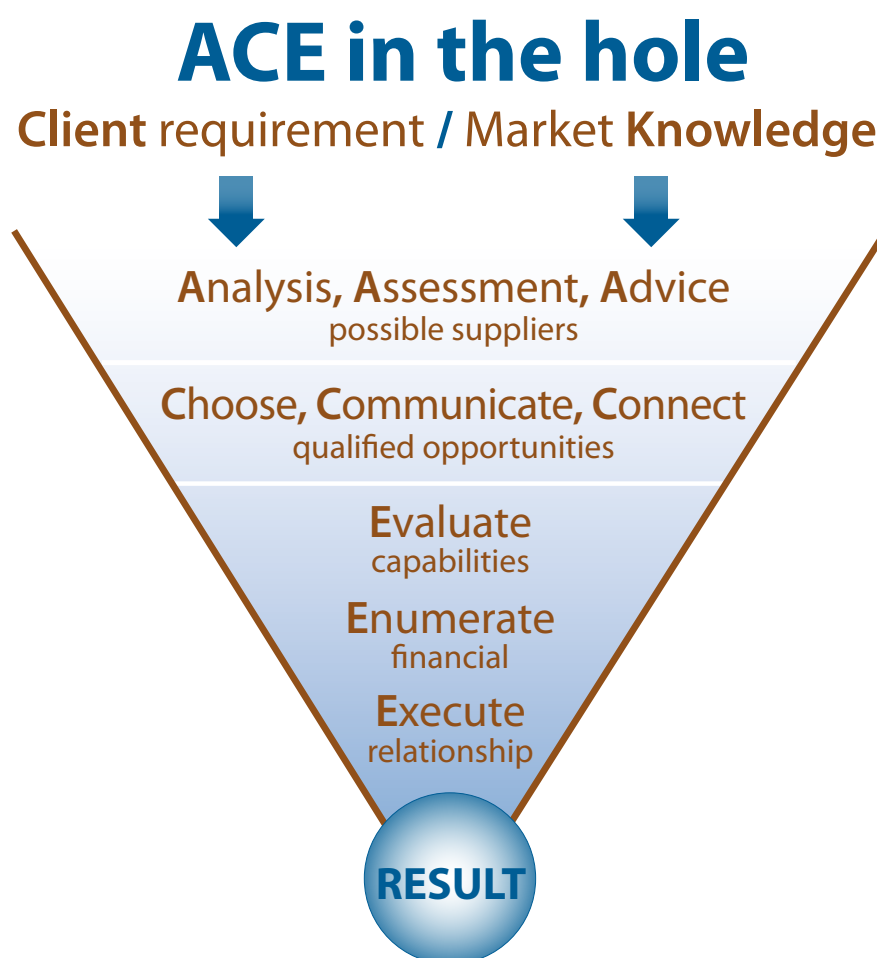 ACE in the hole
Client requirement / Market Knowledge
Analysis, Assessment, Advice
possible suppliers
Choose, Communicate, Connect
qualified opportunities
Evaluate
capabilities
Enumerate
financial
Execute
relationship
RESULT